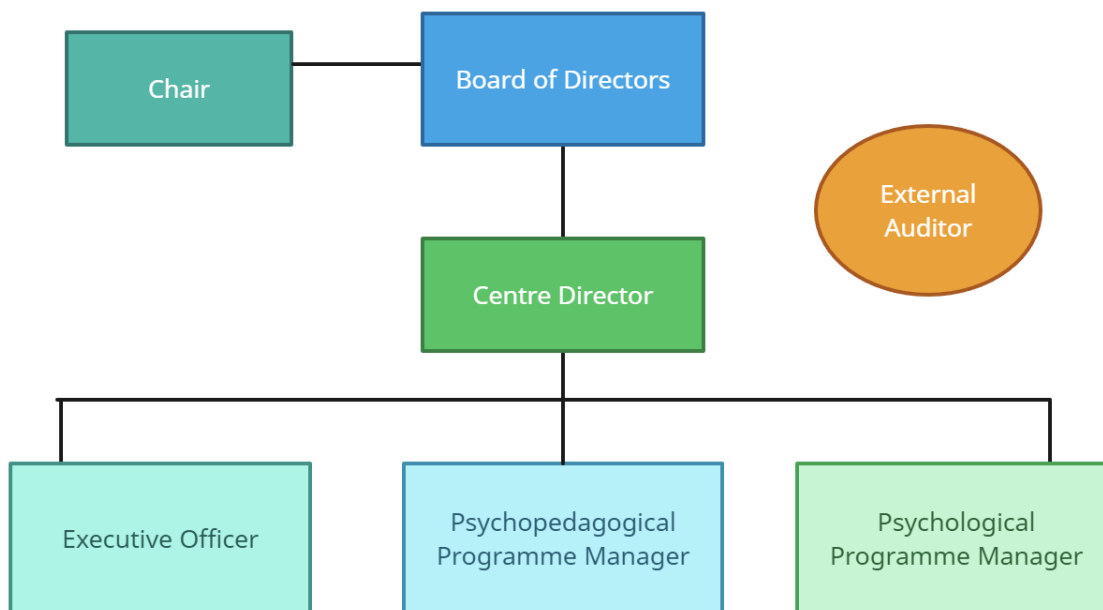 Chair
Board of Directors
External
Auditor
Centre Director
Executive Officer
Psychopedagogical
Programme Manager
Psychological
Programme Manager